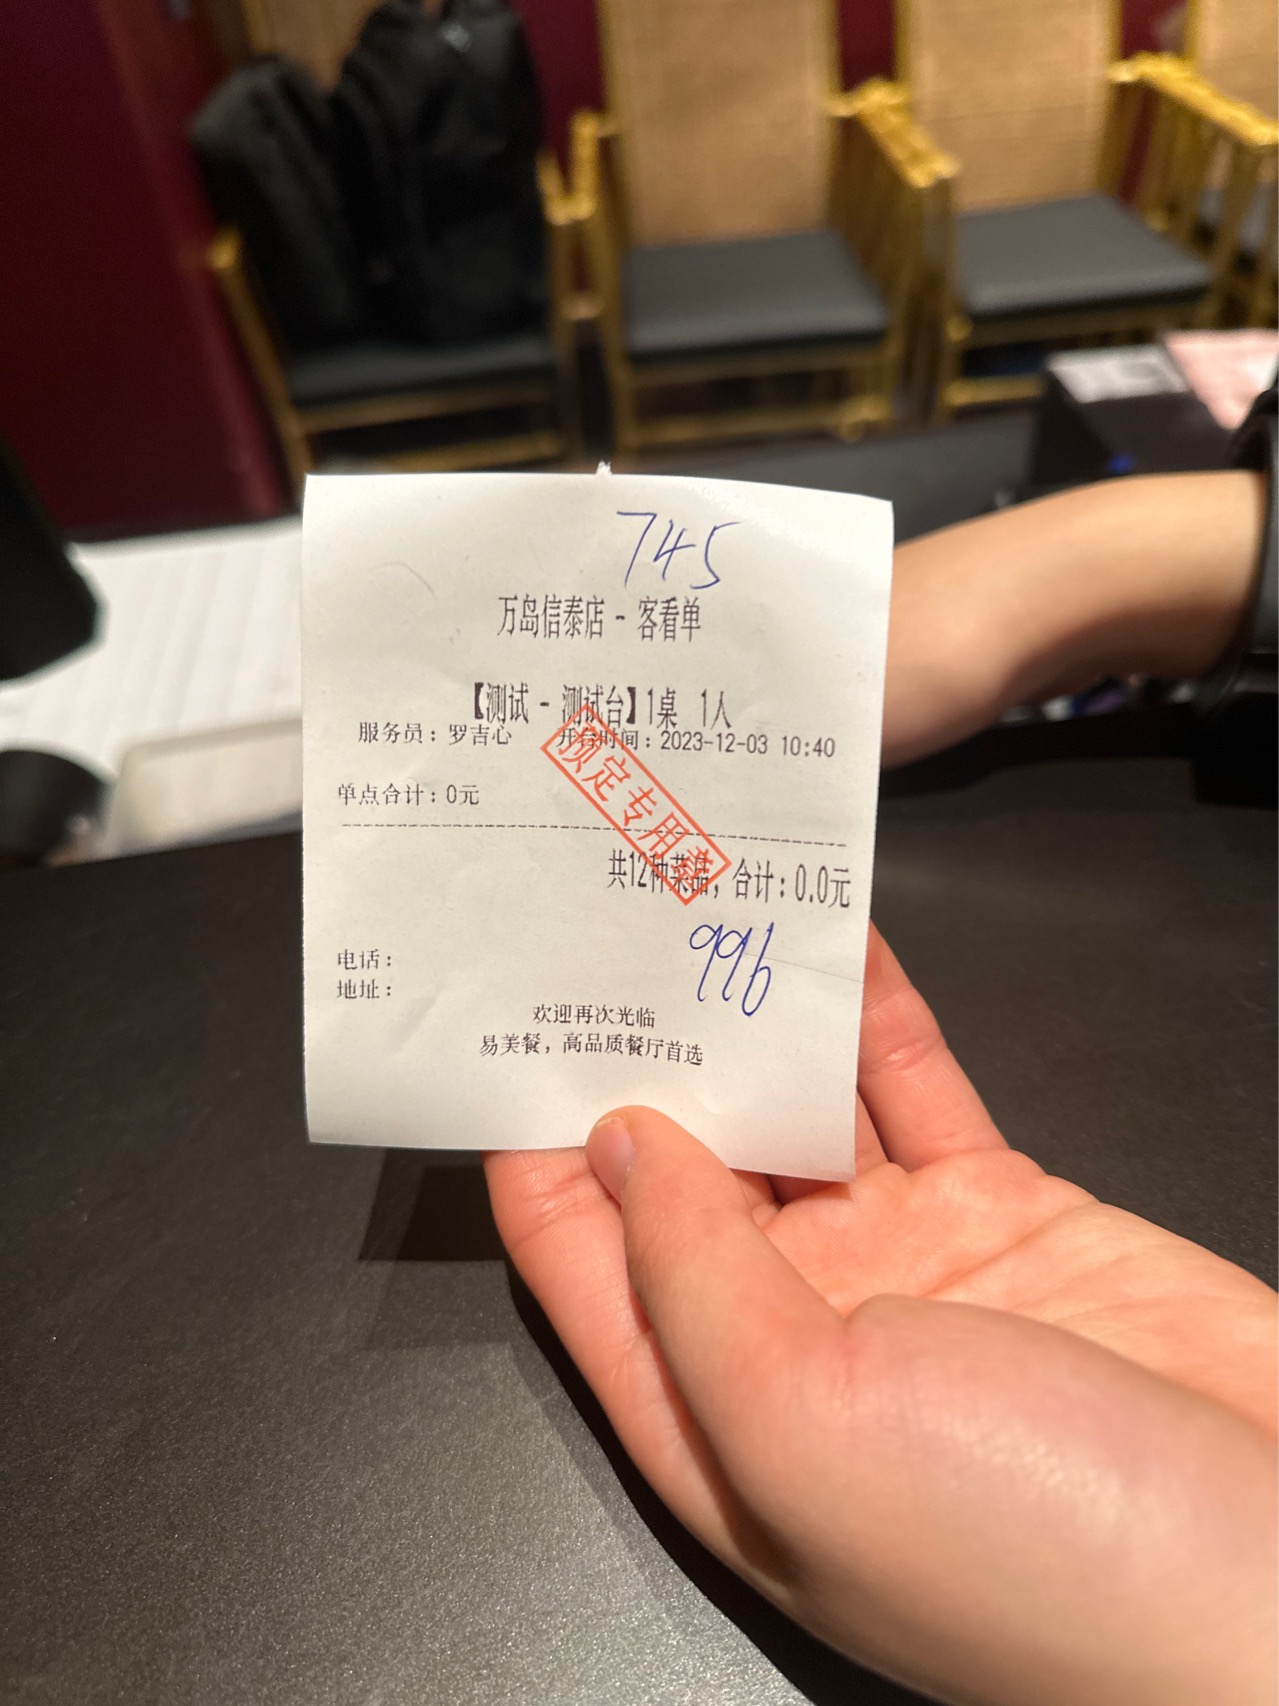 745
万岛信泰店 - 客看单
【测试 - 测试台】1桌 1人
服务员：罗吉心 开台时间：2023-12-03 10:40
预定专用章
单点合计：0元
共12种菜品，合计：0.0元
996
电话：
地址：
欢迎再次光临
易美餐，高品质餐厅首选